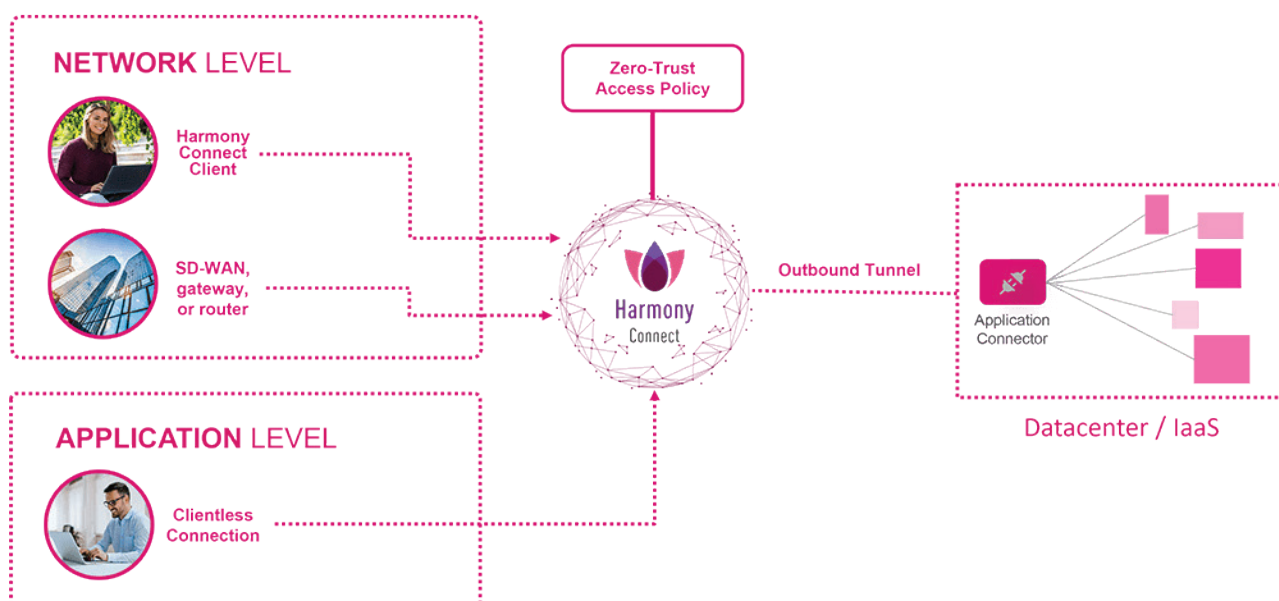 NETWORK LEVEL
Harmony
Connect
Client
SD-WAN,
gateway,
or router
APPLICATION LEVEL
Clientless
Connection
Zero-Trust
Access Policy
Harmony
Connect
Outbound Tunnel
Application
Connector
Datacenter / IaaS